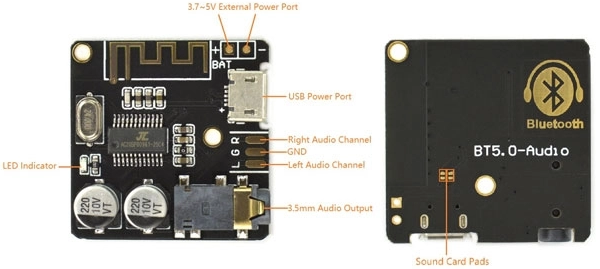 3.7~5V External Power Port
+
-
BAT
USB Power Port
R
Right Audio Channel
G
GND
L
Left Audio Channel
LED Indicator
220
10V
VT
220
10V
VT
3.5mm Audio Output
Bluetooth
BT5.0-Audio
Sound Card Pads